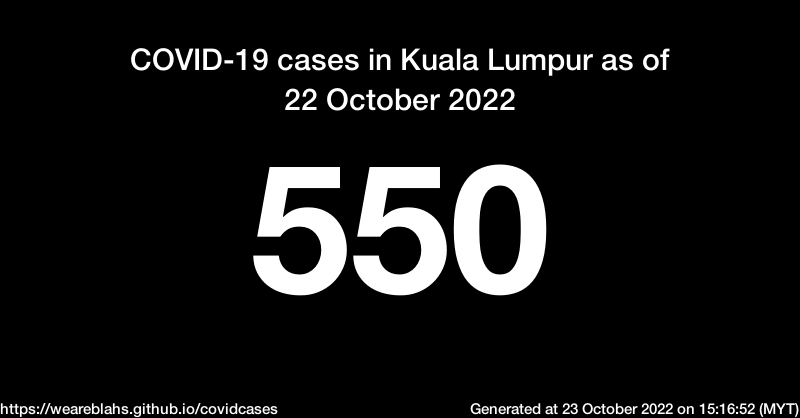 COVID-19 cases in Kuala Lumpur as of
22 October 2022
550
https://weareblahs.github.io/covidcases
Generated at 23 October 2022 on 15:16:52 (MYT)